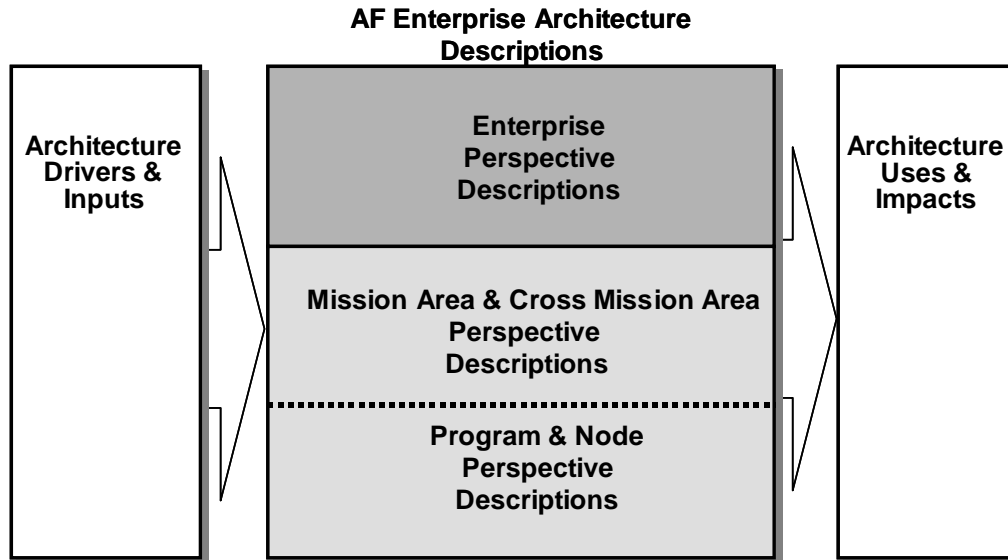 AF Enterprise Architecture
Descriptions
Architecture
Drivers &
Inputs
Enterprise
Perspective
Descriptions
Mission Area & Cross Mission Area
Perspective
Descriptions
Program & Node
Perspective
Descriptions
Architecture
Uses &
Impacts